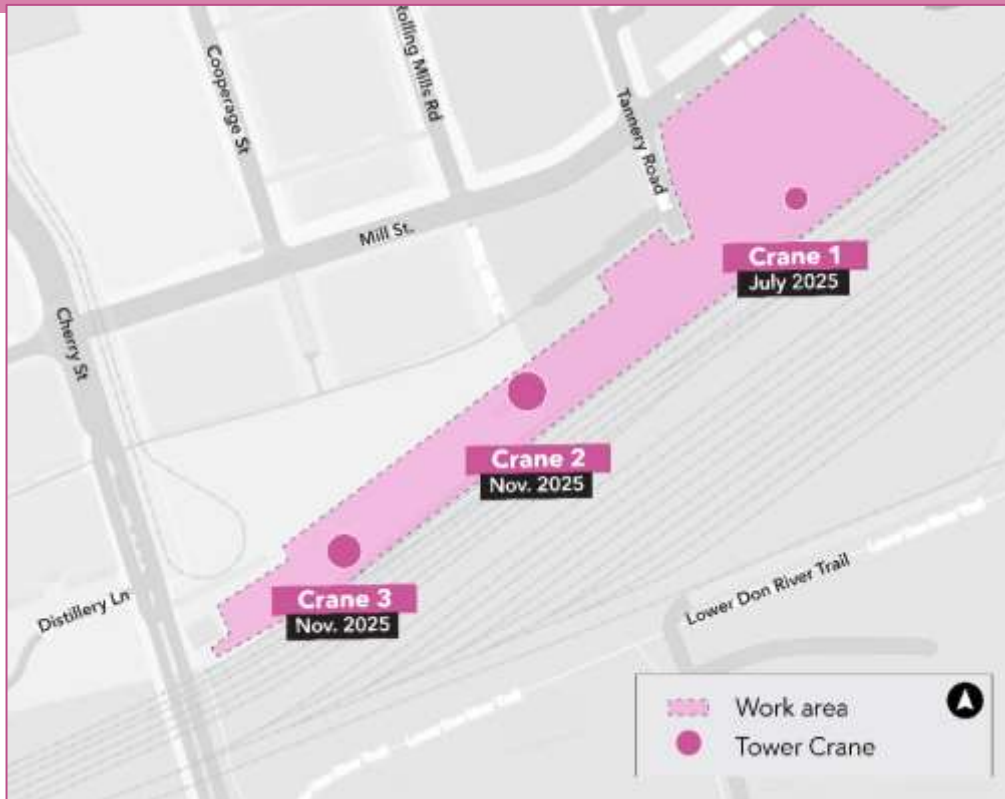 Cooperage St
Rolling Mills Rd
Tannery Road
Mill St.
Cherry St
Crane 1
July 2025
Crane 2
Nov. 2025
Crane 3
Nov. 2025
Distillery Ln
Lower Don River Trail
Work area
Tower Crane